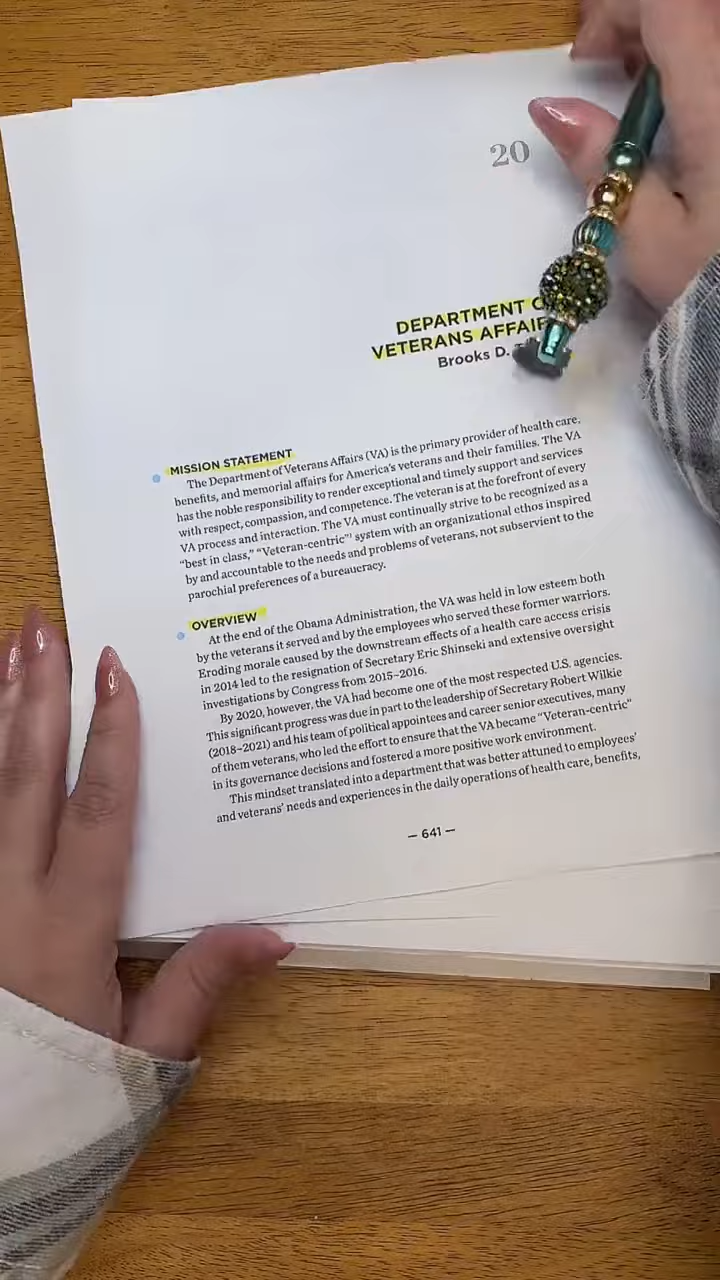 20
DEPARTMENT
VETERANS AFFAIR
Brooks D.
MISSION STATEMENT
The Department of Veterans Affairs (VA) is the primary provider of health care,
benefits, and memorial affairs for America's veterans and their families. The VA
has the noble responsibility to render exceptional and timely support and services
with respect, compassion, and competence. The veteran is at the forefront of every
VA process and interaction. The VA must continually strive to be recognized as a
"best in class," "Veteran-centric"¹ system with an organizational ethos inspired
by and accountable to the needs and problems of veterans, not subservient to the
parochial preferences of a bureaucracy.
OVERVIEW
At the end of the Obama Administration, the VA was held in low esteem both
by the veterans it served and by the employees who served these former warriors.
Eroding morale caused by the downstream effects of a health care access crisis
in 2014 led to the resignation of Secretary Eric Shinseki and extensive oversight
investigations by Congress from 2015–2016.
By 2020, however, the VA had become one of the most respected U.S. agencies.
This significant progress was due in part to the leadership of Secretary Robert Wilkie
(2018–2021) and his team of political appointees and career senior executives, many
of them veterans, who led the effort to ensure that the VA became "Veteran-centric"
in its governance decisions and fostered a more positive work environment.
This mindset translated into a department that was better attuned to employees'
and veterans' needs and experiences in the daily operations of health care, benefits,
— 641 —